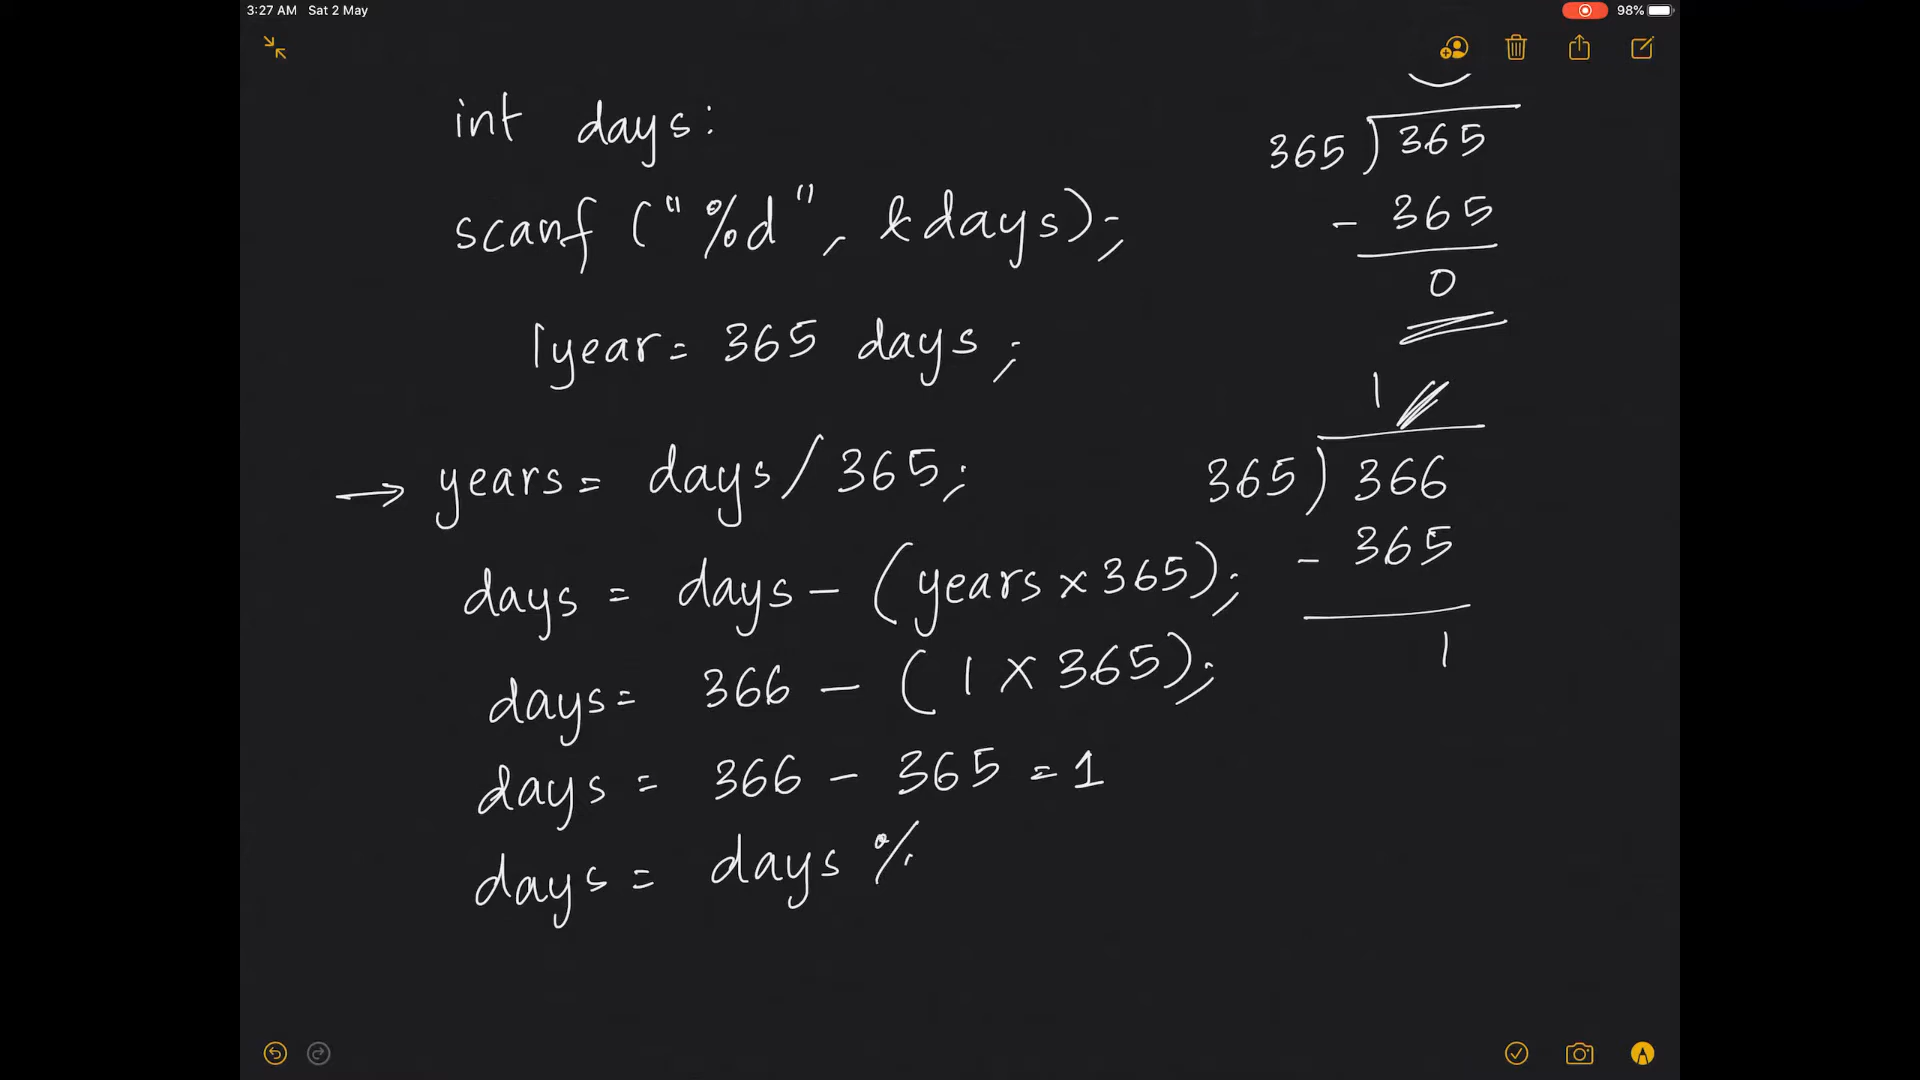 3:27 AM Sat 2 May
98%
int days:
scanf ("%d", &days);
1year= 365 days;
years= days/365;
days = days - (years x 365);
days= 366 - (1 X 365);
days = 366 - 365 = 1
days = days %
365)365
- 365
0
1
365)366
- 365
1